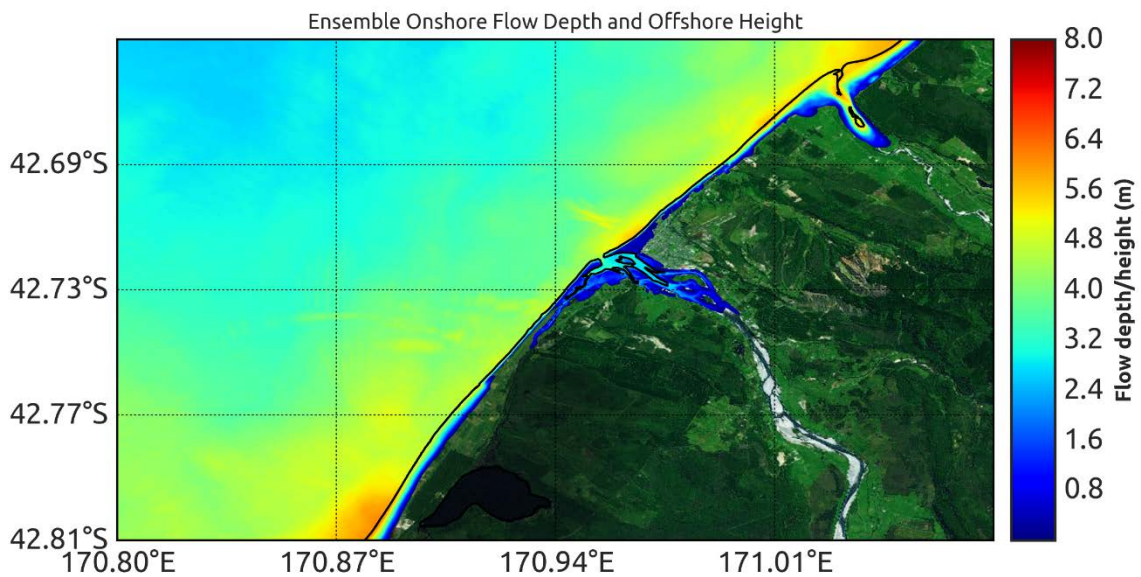 Ensemble Onshore Flow Depth and Offshore Height
42.69°S
42.73°S
42.77°S
42.81°S
170.80°E
170.87°E
170.94°E
171.01°E
8.0
7.2
6.4
5.6
4.8
4.0
3.2
2.4
1.6
0.8
Flow depth/height (m)